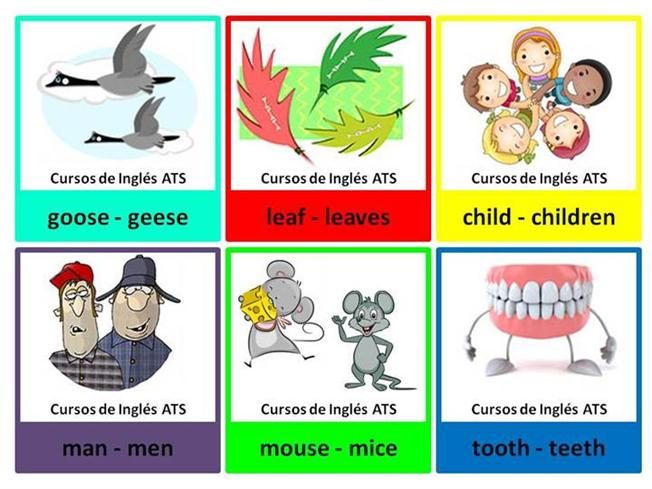 Cursos de Inglés ATS
goose - geese
Cursos de Inglés ATS
leaf - leaves
Cursos de Inglés ATS
child - children
Cursos de Inglés ATS
man - men
Cursos de Inglés ATS
mouse - mice
Cursos de Inglés ATS
tooth - teeth